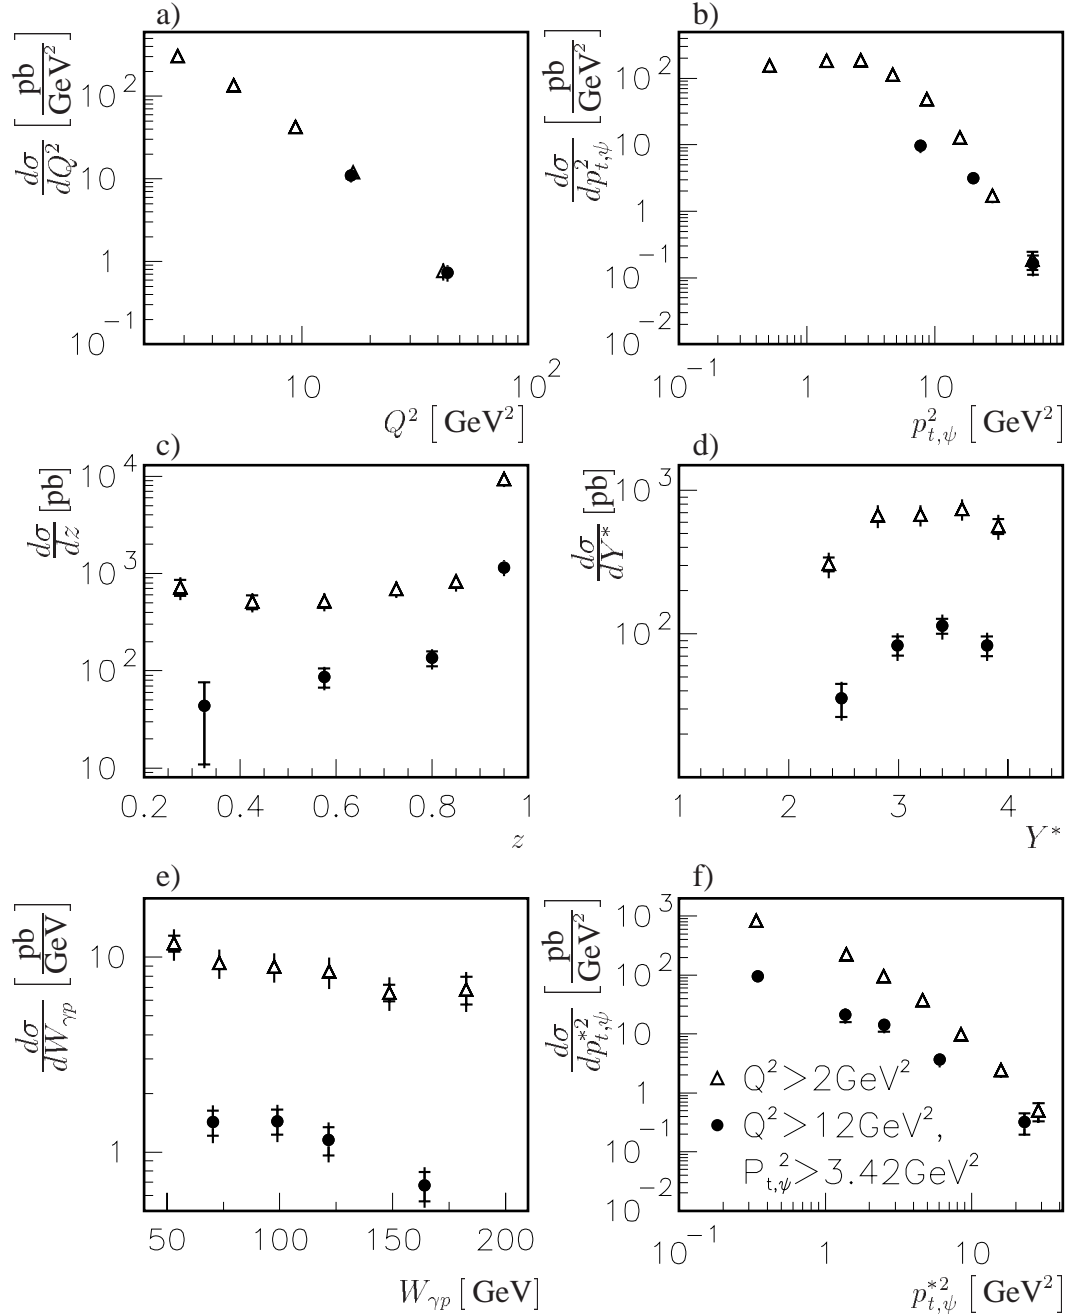 a)
dσ/dQ² [pb/GeV²]
10²
10
1
10⁻¹
10
10²
Q² [GeV²]
b)
dσ/dp²t,ψ [pb/GeV²]
10²
10
1
10⁻¹
10⁻²
10⁻¹
1
10
p²t,ψ [GeV²]
c)
dσ/dz [pb]
10⁴
10³
10²
10
0.2
0.4
0.6
0.8
1
z
d)
dσ/dY* [pb]
10³
10²
1
2
3
4
Y*
e)
dσ/dWγp [pb/GeV]
10
1
50
100
150
200
Wγp [GeV]
f)
dσ/dp*²t,ψ [pb/GeV²]
10³
10²
10
1
10⁻¹
10⁻²
△ Q²>2GeV²
● Q²>12GeV²,
P²t,ψ>3.42GeV²
10⁻¹
1
10
p*²t,ψ [GeV²]